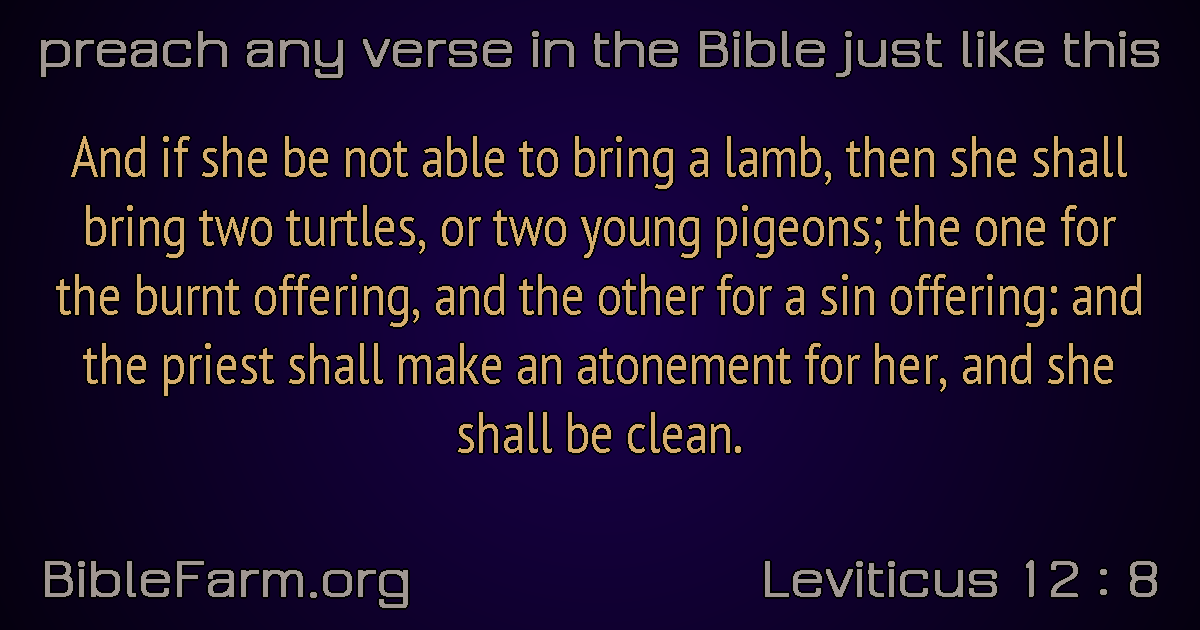 preach any verse in the Bible just like this
And if she be not able to bring a lamb, then she shall
bring two turtles, or two young pigeons; the one for
the burnt offering, and the other for a sin offering: and
the priest shall make an atonement for her, and she
shall be clean.
BibleFarm.org
Leviticus 12 : 8